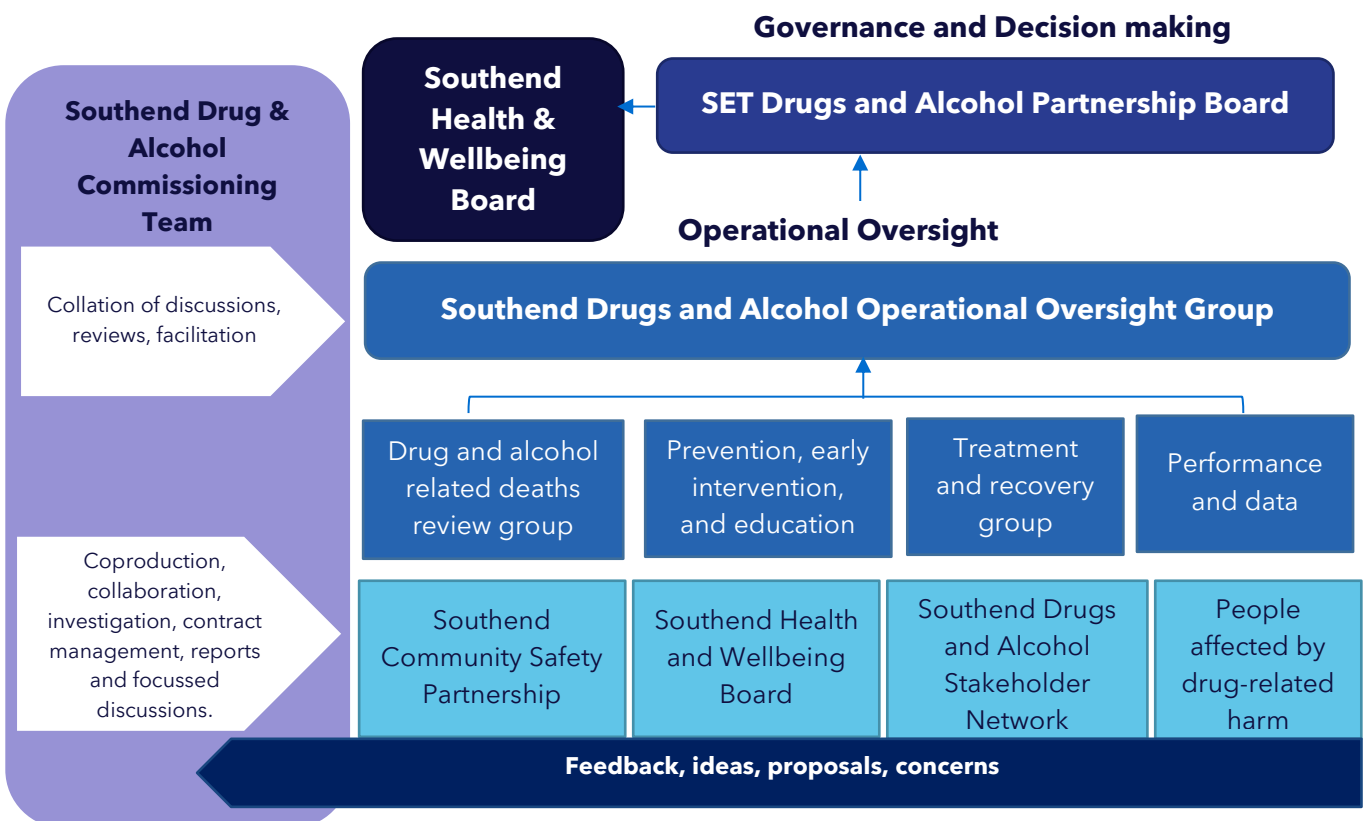 Governance and Decision making
Southend
Health &
Wellbeing
Board
SET Drugs and Alcohol Partnership Board
Southend Drug &
Alcohol
Commissioning
Team
Operational Oversight
Collation of discussions,
reviews, facilitation
Southend Drugs and Alcohol Operational Oversight Group
Drug and alcohol
related deaths
review group
Prevention, early
intervention,
and education
Treatment
and recovery
group
Performance
and data
Coproduction,
collaboration,
investigation, contract
management, reports
and focussed
discussions.
Southend
Community Safety
Partnership
Southend Health
and Wellbeing
Board
Southend Drugs
and Alcohol
Stakeholder
Network
People
affected by
drug-related
harm
Feedback, ideas, proposals, concerns